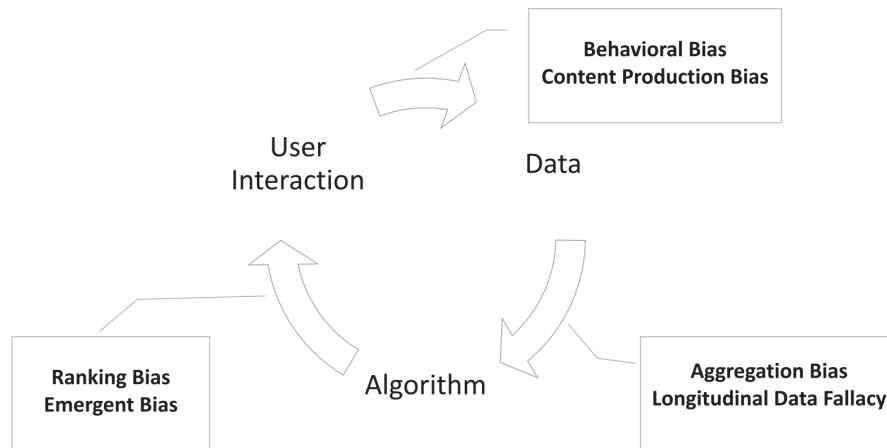 Behavioral Bias
Content Production Bias
User
Interaction
Data
Ranking Bias
Emergent Bias
Algorithm
Aggregation Bias
Longitudinal Data Fallacy